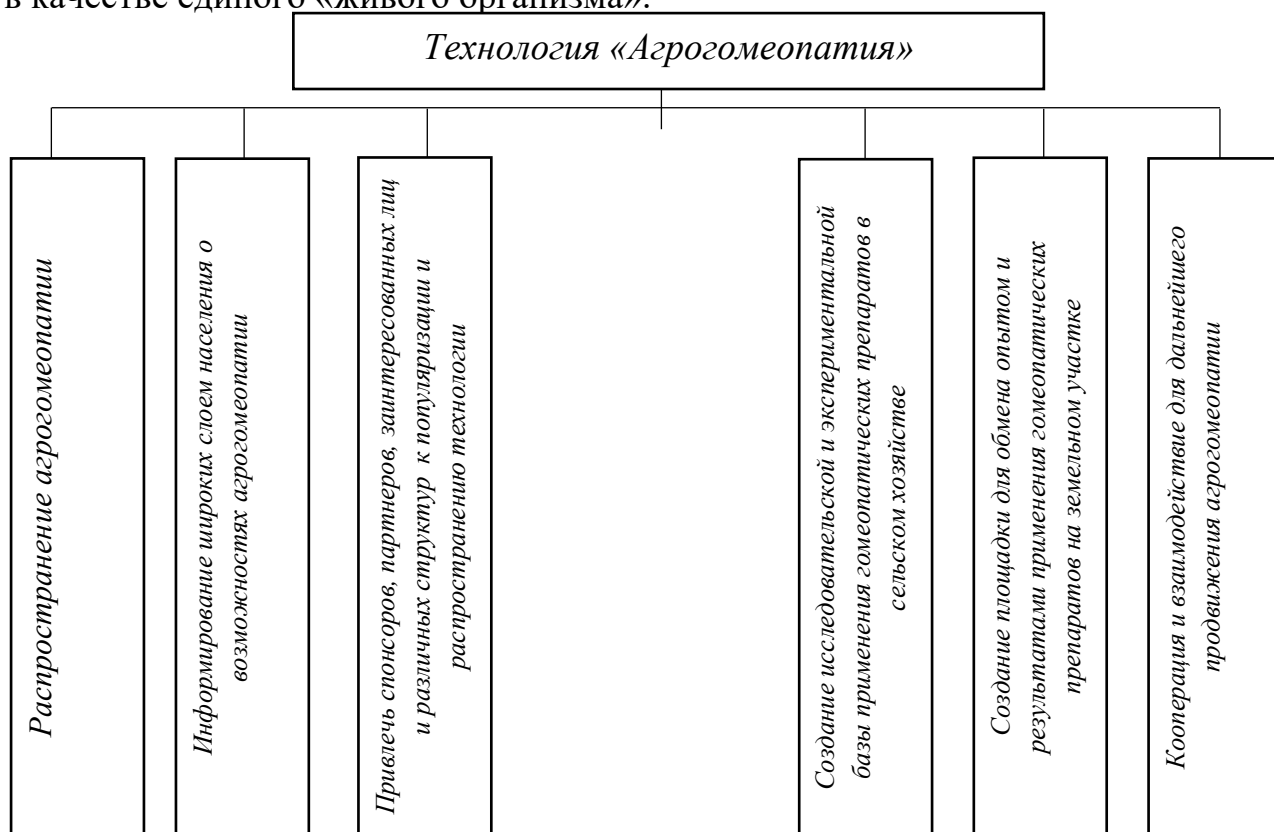 в качестве единого «живого организма».
Технология «Агрогомеопатия»
Распространение агрогомеопатии
Информирование широких слоем населения о
возможностях агрогомеопатии
Привлечь спонсоров, партнеров, заинтересованных лиц
и различных структур к популяризации и
распространению технологии
Создание исследовательской и экспериментальной
базы применения гомеопатических препаратов в
сельском хозяйстве
Создание площадки для обмена опытом и
результатами применения гомеопатических
препаратов на земельном участке
Кооперация и взаимодействие для дальнейшего
продвижения агрогомеопатии